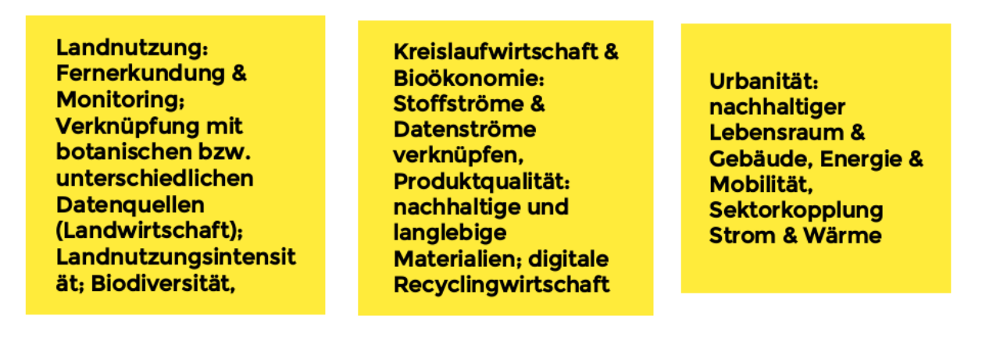 Landnutzung:
Fernerkundung &
Monitoring;
Verknüpfung mit
botanischen bzw.
unterschiedlichen
Datenquellen
(Landwirtschaft);
Landnutzungsintensit
ät; Biodiversität,
Kreislaufwirtschaft &
Bioökonomie:
Stoffströme &
Datenströme
verknüpfen,
Produktqualität:
nachhaltige und
langlebige
Materialien; digitale
Recyclingwirtschaft
Urbanität:
nachhaltiger
Lebensraum &
Gebäude, Energie &
Mobilität,
Sektorkopplung
Strom & Wärme